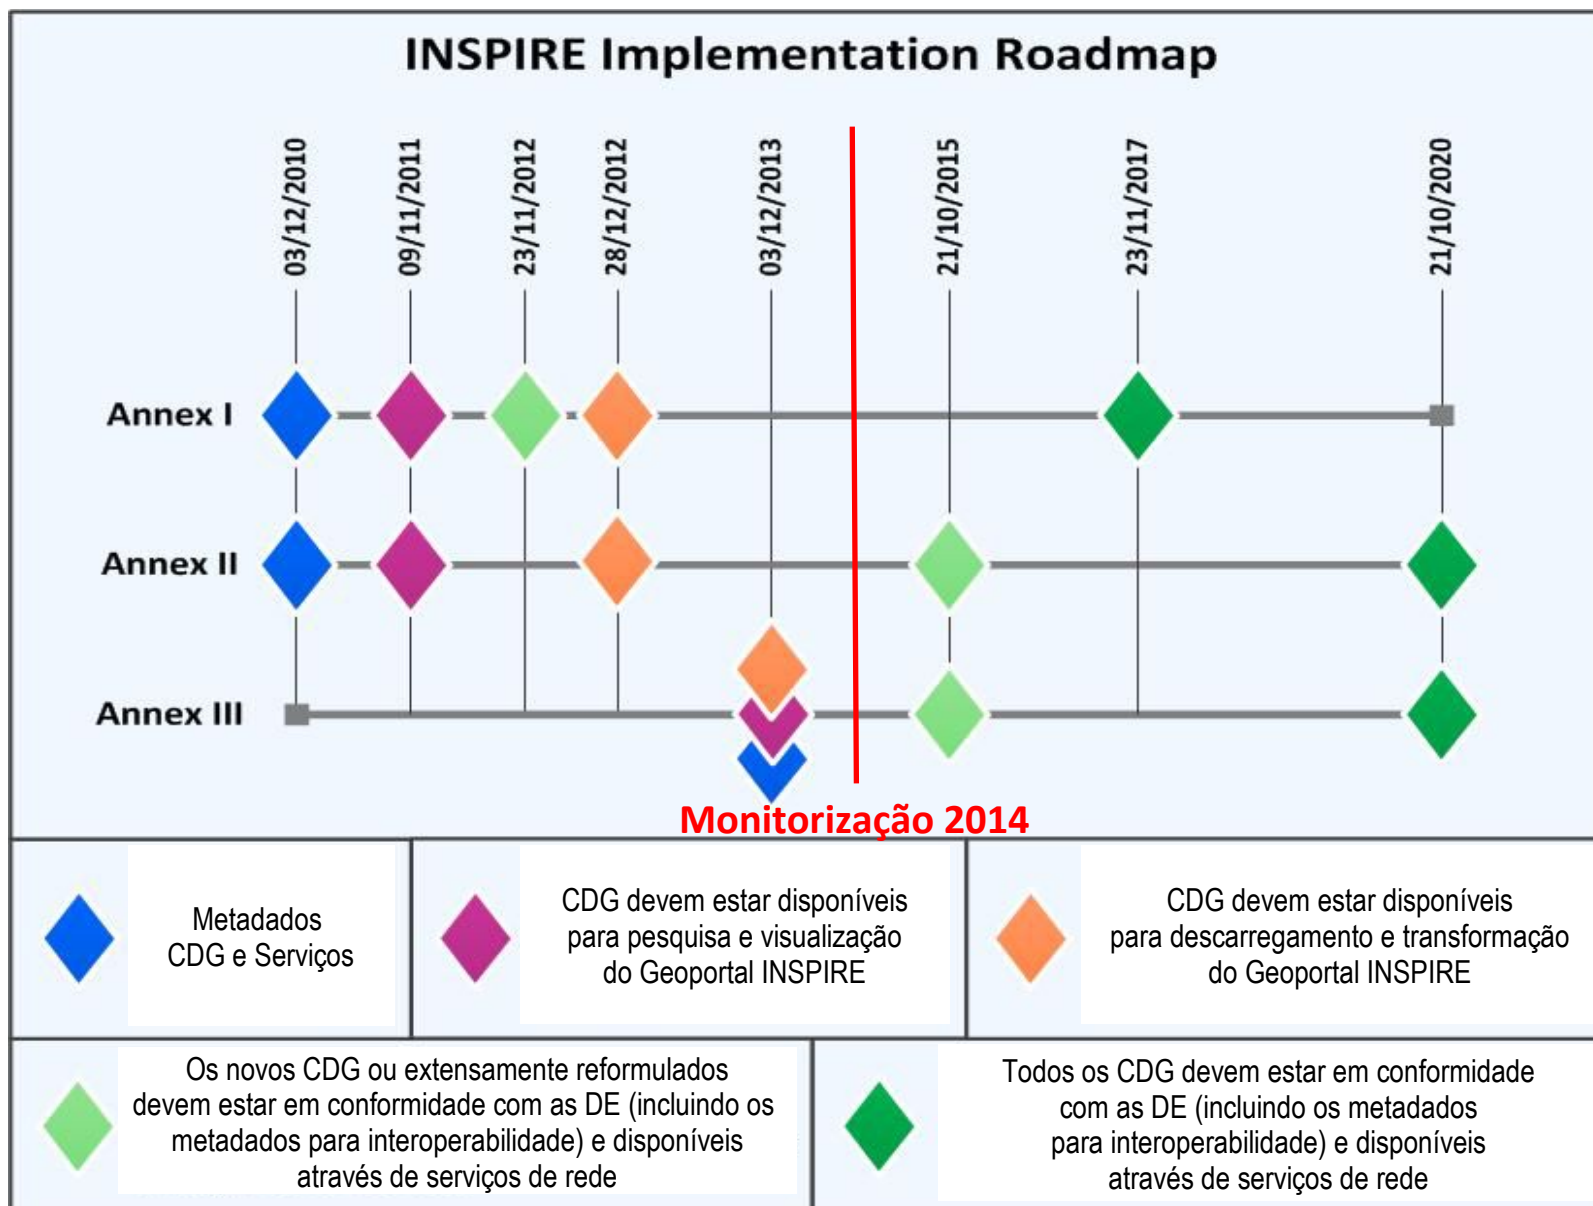 INSPIRE Implementation Roadmap
03/12/2010
09/11/2011
23/11/2012
28/12/2012
03/12/2013
21/10/2015
23/11/2017
21/10/2020
Annex I
Annex II
Annex III
Monitorização 2014
Metadados
CDG e Serviços
CDG devem estar disponíveis
para pesquisa e visualização
do Geoportal INSPIRE
CDG devem estar disponíveis
para descarregamento e transformação
do Geoportal INSPIRE
Os novos CDG ou extensamente reformulados
devem estar em conformidade com as DE (incluindo os
metadados para interoperabilidade) e disponíveis
através de serviços de rede
Todos os CDG devem estar em conformidade
com as DE (incluindo os metadados
para interoperabilidade) e disponíveis
através de serviços de rede